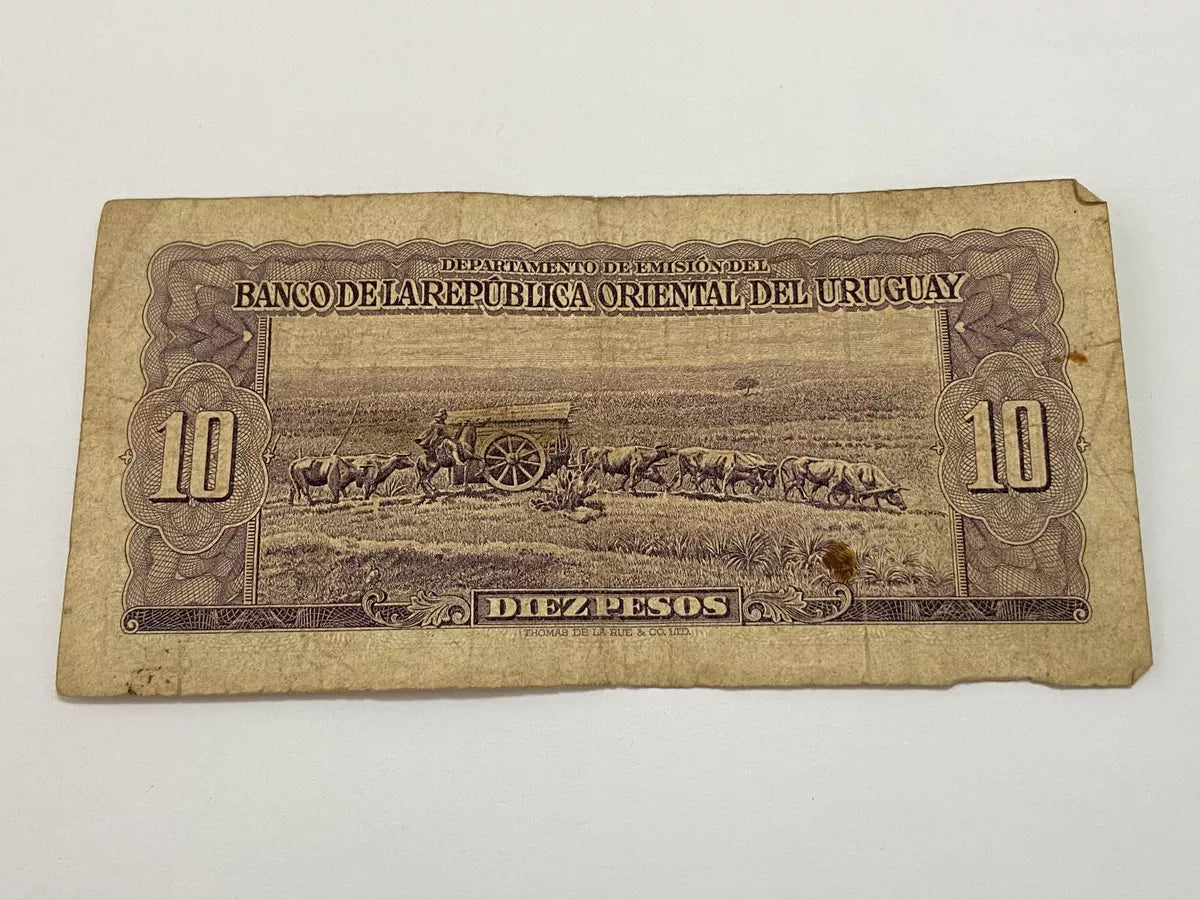 DEPARTAMENTO DE EMISIÓN DEL
BANCO DE LA REPÚBLICA ORIENTAL DEL URUGUAY
10 10
DIEZ PESOS
THOMAS DE LA RUE & CO. LTD.